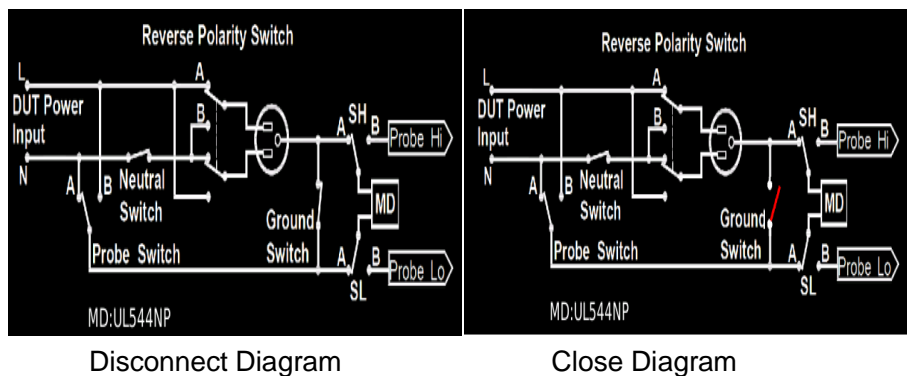 Reverse Polarity Switch
L
A
DUT Power
Input
B
SH
A
B
Probe Hi
N
A
B
Neutral
Switch
MD
Ground
Switch
Probe Switch
A
B
Probe Lo
SL
MD:UL544NP
Disconnect Diagram
Reverse Polarity Switch
L
A
DUT Power
Input
B
SH
A
B
Probe Hi
N
A
B
Neutral
Switch
MD
Ground
Switch
Probe Switch
A
B
Probe Lo
SL
MD:UL544NP
Close Diagram